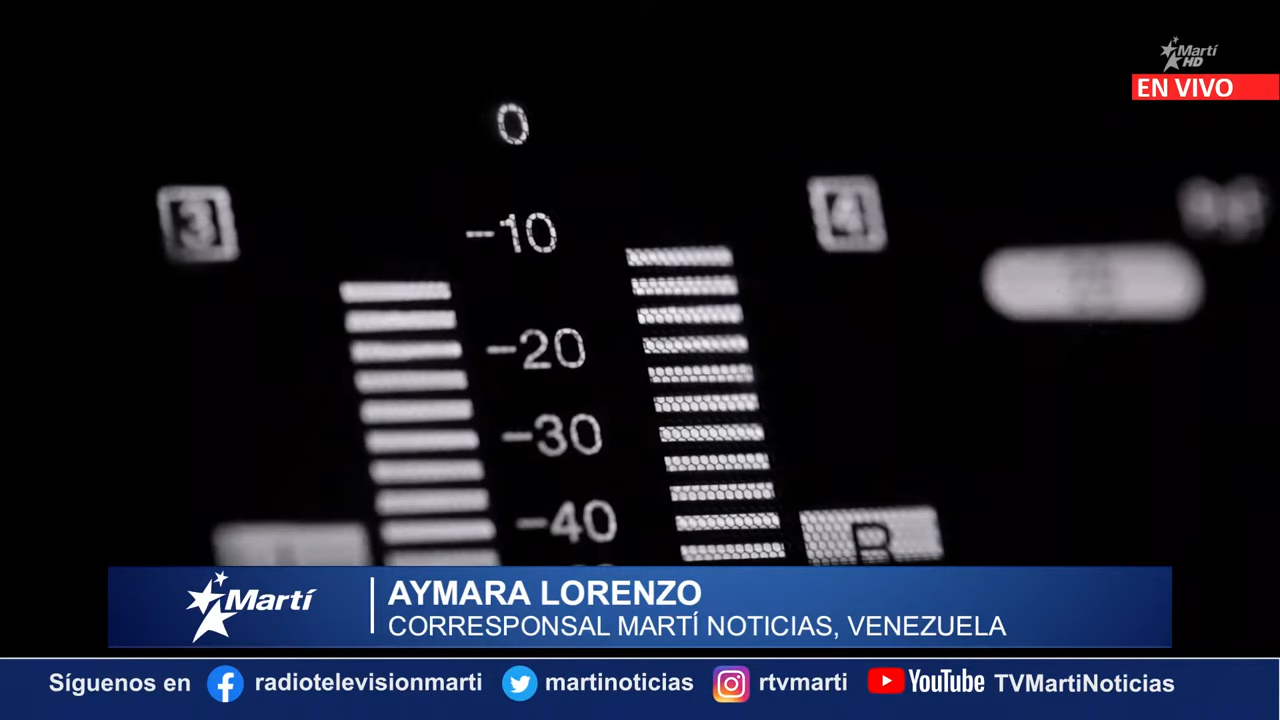 Martí
HD
EN VIVO
0
3
-10
4
-20
-30
-40
R
Martí
AYMARA LORENZO
CORRESPONSAL MARTÍ NOTICIAS, VENEZUELA
Síguenos en radiotelevisionmarti martinoticias rtvmarti YouTube TVMartiNoticias